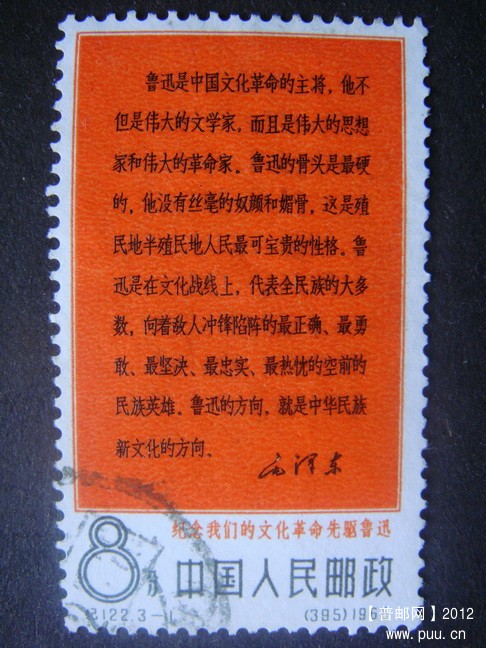 鲁迅是中国文化革命的主将，他不
但是伟大的文学家，而且是伟大的思想
家和伟大的革命家。鲁迅的骨头是最硬
的，他没有丝毫的奴颜和媚骨，这是殖
民地半殖民地人民最可宝贵的性格。鲁
迅是在文化战线上，代表全民族的大多
数，向着敌人冲锋陷阵的最正确、最勇
敢、最坚决、最忠实、最热忱的空前的
民族英雄。鲁迅的方向，就是中华民族
新文化的方向。
毛泽东
纪念我们的文化革命先驱鲁迅
8分 中国人民邮政
纪122.3-1 (395)196
【普邮网】2012
www.puu.cn